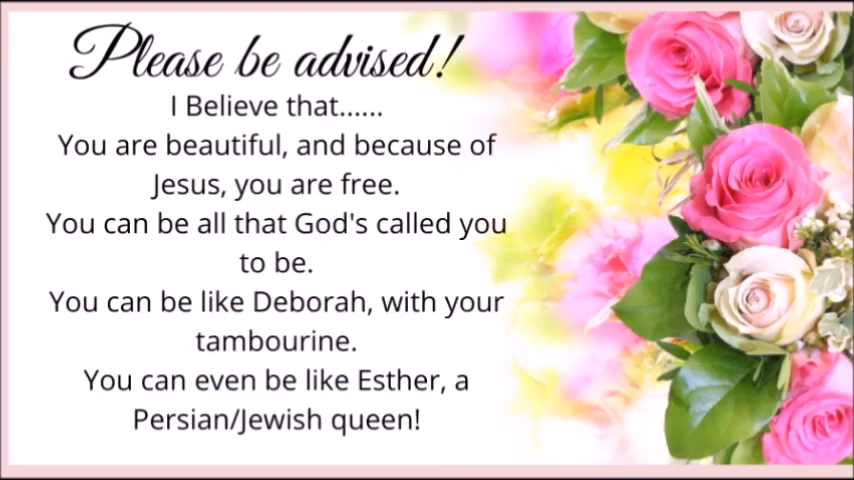 Please be advised!
I Believe that......
You are beautiful, and because of
Jesus, you are free.
You can be all that God's called you
to be.
You can be like Deborah, with your
tambourine.
You can even be like Esther, a
Persian/Jewish queen!